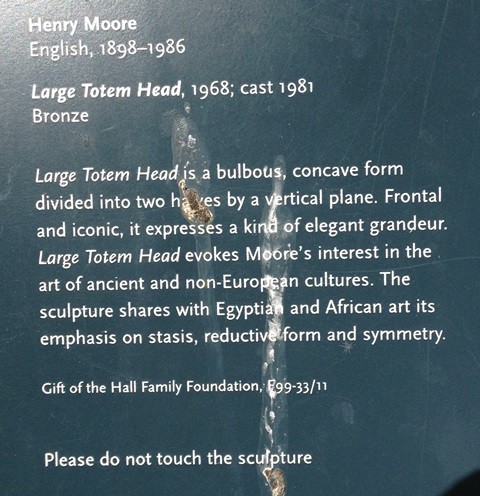 Henry Moore
English, 1898–1986
Large Totem Head, 1968; cast 1981
Bronze
Large Totem Head is a bulbous, concave form
divided into two halves by a vertical plane. Frontal
and iconic, it expresses a kind of elegant grandeur.
Large Totem Head evokes Moore's interest in the
art of ancient and non-European cultures. The
sculpture shares with Egyptian and African art its
emphasis on stasis, reductive form and symmetry.
Gift of the Hall Family Foundation, F99-33/11
Please do not touch the sculpture